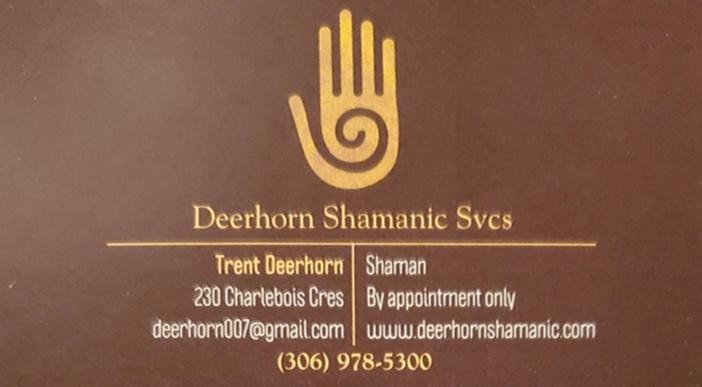 Deerhorn Shamanic Svcs
Trent Deerhorn
230 Charlebois Cres
deerhorn007@gmail.com
Shaman
By appointment only
www.deerhornshamanic.com
(306) 978-5300